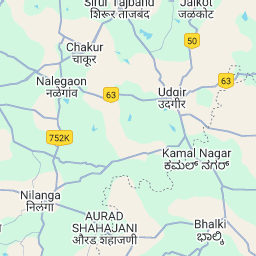 Sirur Tajband
शिरूर ताजबंद
Jalkot
जळकोट
Chakur
चाकूर
50
Nalegaon
नळेगांव
63
Udgir
उदगीर
63
752K
Kamal Nagar
ಕಮಲ್ ನಗರ್
Nilanga
निलंगा
AURAD
SHAHAJANI
औरद शहाजणी
Bhalki
ಭಾಲ್ಕಿ